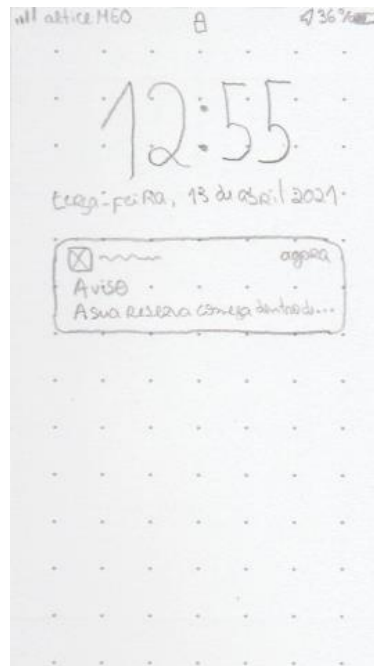 altice MEO 36%
12:55
terça-feira, 13 de abril 2021
agora
Aviso
A sua reserva começa dentro de...